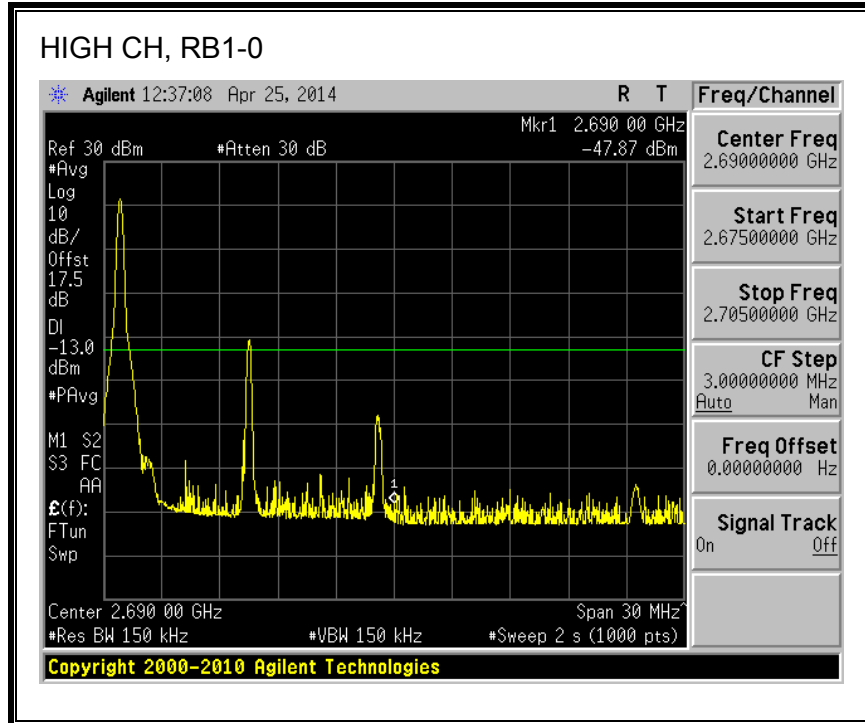 HIGH CH, RB1-0
Agilent 12:37:08 Apr 25, 2014 R T
Mkr1 2.690 00 GHz
Ref 30 dBm #Atten 30 dB -47.87 dBm
#Avg
Log
10
dB/
Offst
17.5
dB
DI
-13.0
dBm
#PAvg
M1 S2
S3 FC
AA
£(f):
FTun
Swp
1
Center 2.690 00 GHz Span 30 MHz^
#Res BW 150 kHz #VBW 150 kHz #Sweep 2 s (1000 pts)
Copyright 2000-2010 Agilent Technologies
Freq/Channel
Center Freq
2.69000000 GHz
Start Freq
2.67500000 GHz
Stop Freq
2.70500000 GHz
CF Step
3.00000000 MHz
Auto Man
Freq Offset
0.00000000 Hz
Signal Track
On Off